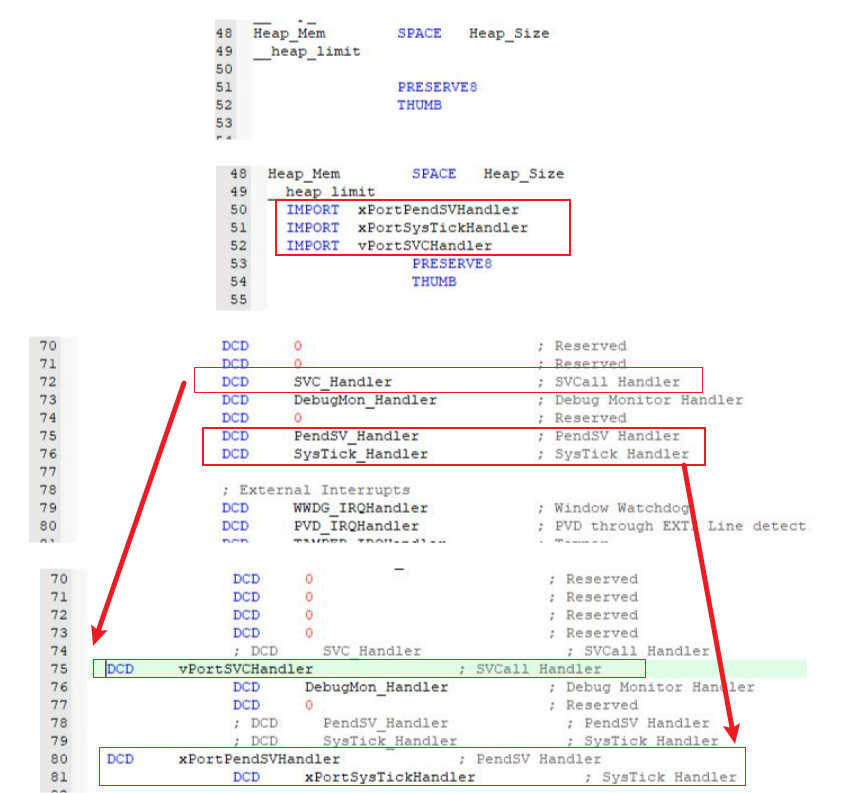 48 Heap_Mem SPACE Heap_Size
49 __heap_limit
50
51 PRESERVE8
52 THUMB
53
48 Heap_Mem SPACE Heap_Size
49 __heap_limit
50 IMPORT xPortPendSVHandler
51 IMPORT xPortSysTickHandler
52 IMPORT vPortSVCHandler
53 PRESERVE8
54 THUMB
55
70 DCD 0 ; Reserved
71 DCD 0 ; Reserved
72 DCD SVC_Handler ; SVCall Handler
73 DCD DebugMon_Handler ; Debug Monitor Handler
74 DCD 0 ; Reserved
75 DCD PendSV_Handler ; PendSV Handler
76 DCD SysTick_Handler ; SysTick Handler
77
78 ; External Interrupts
79 DCD WWDG_IRQHandler ; Window Watchdog
80 DCD PVD_IRQHandler ; PVD through EXTI Line detect
70 DCD 0 ; Reserved
71 DCD 0 ; Reserved
72 DCD 0 ; Reserved
73 DCD 0 ; Reserved
74 ; DCD SVC_Handler ; SVCall Handler
75 DCD vPortSVCHandler ; SVCall Handler
76 DCD DebugMon_Handler ; Debug Monitor Handler
77 DCD 0 ; Reserved
78 ; DCD PendSV_Handler ; PendSV Handler
79 ; DCD SysTick_Handler ; SysTick Handler
80 DCD xPortPendSVHandler ; PendSV Handler
81 DCD xPortSysTickHandler ; SysTick Handler